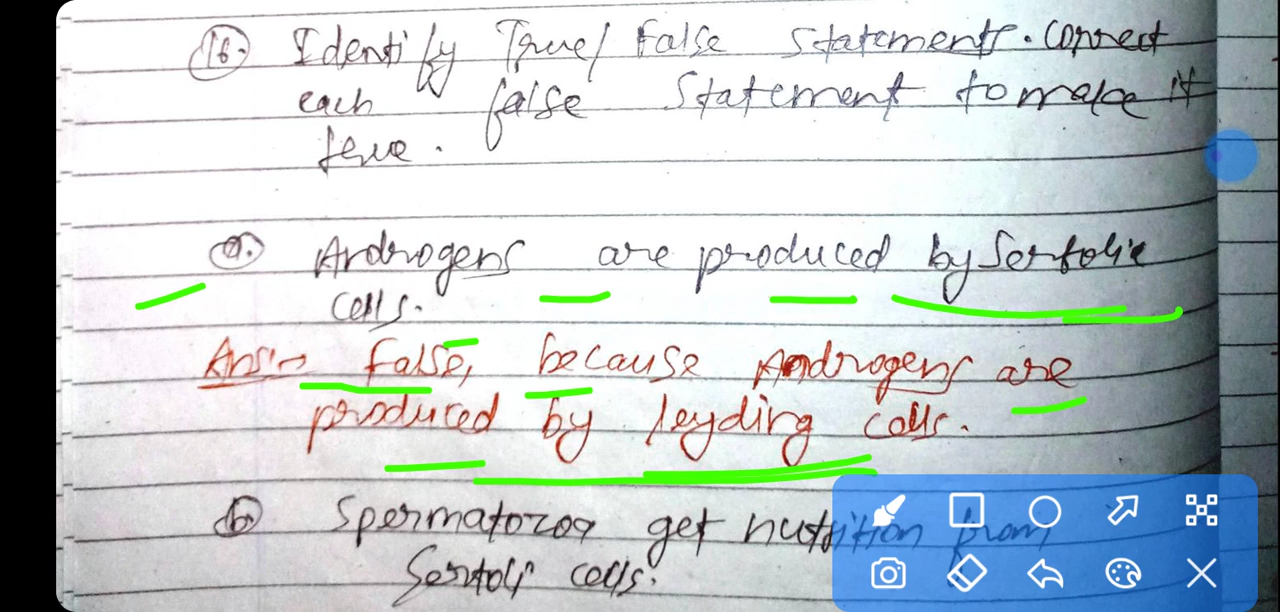 16. Identify True/False Statements. correct
each false Statement to make it
true.
a. Androgens are produced by Sertolie
cells.
Ans:→ false, because Androgens are
produced by leyding cells.
b. Spermatozoa get nutrition from
Sertoli cells.